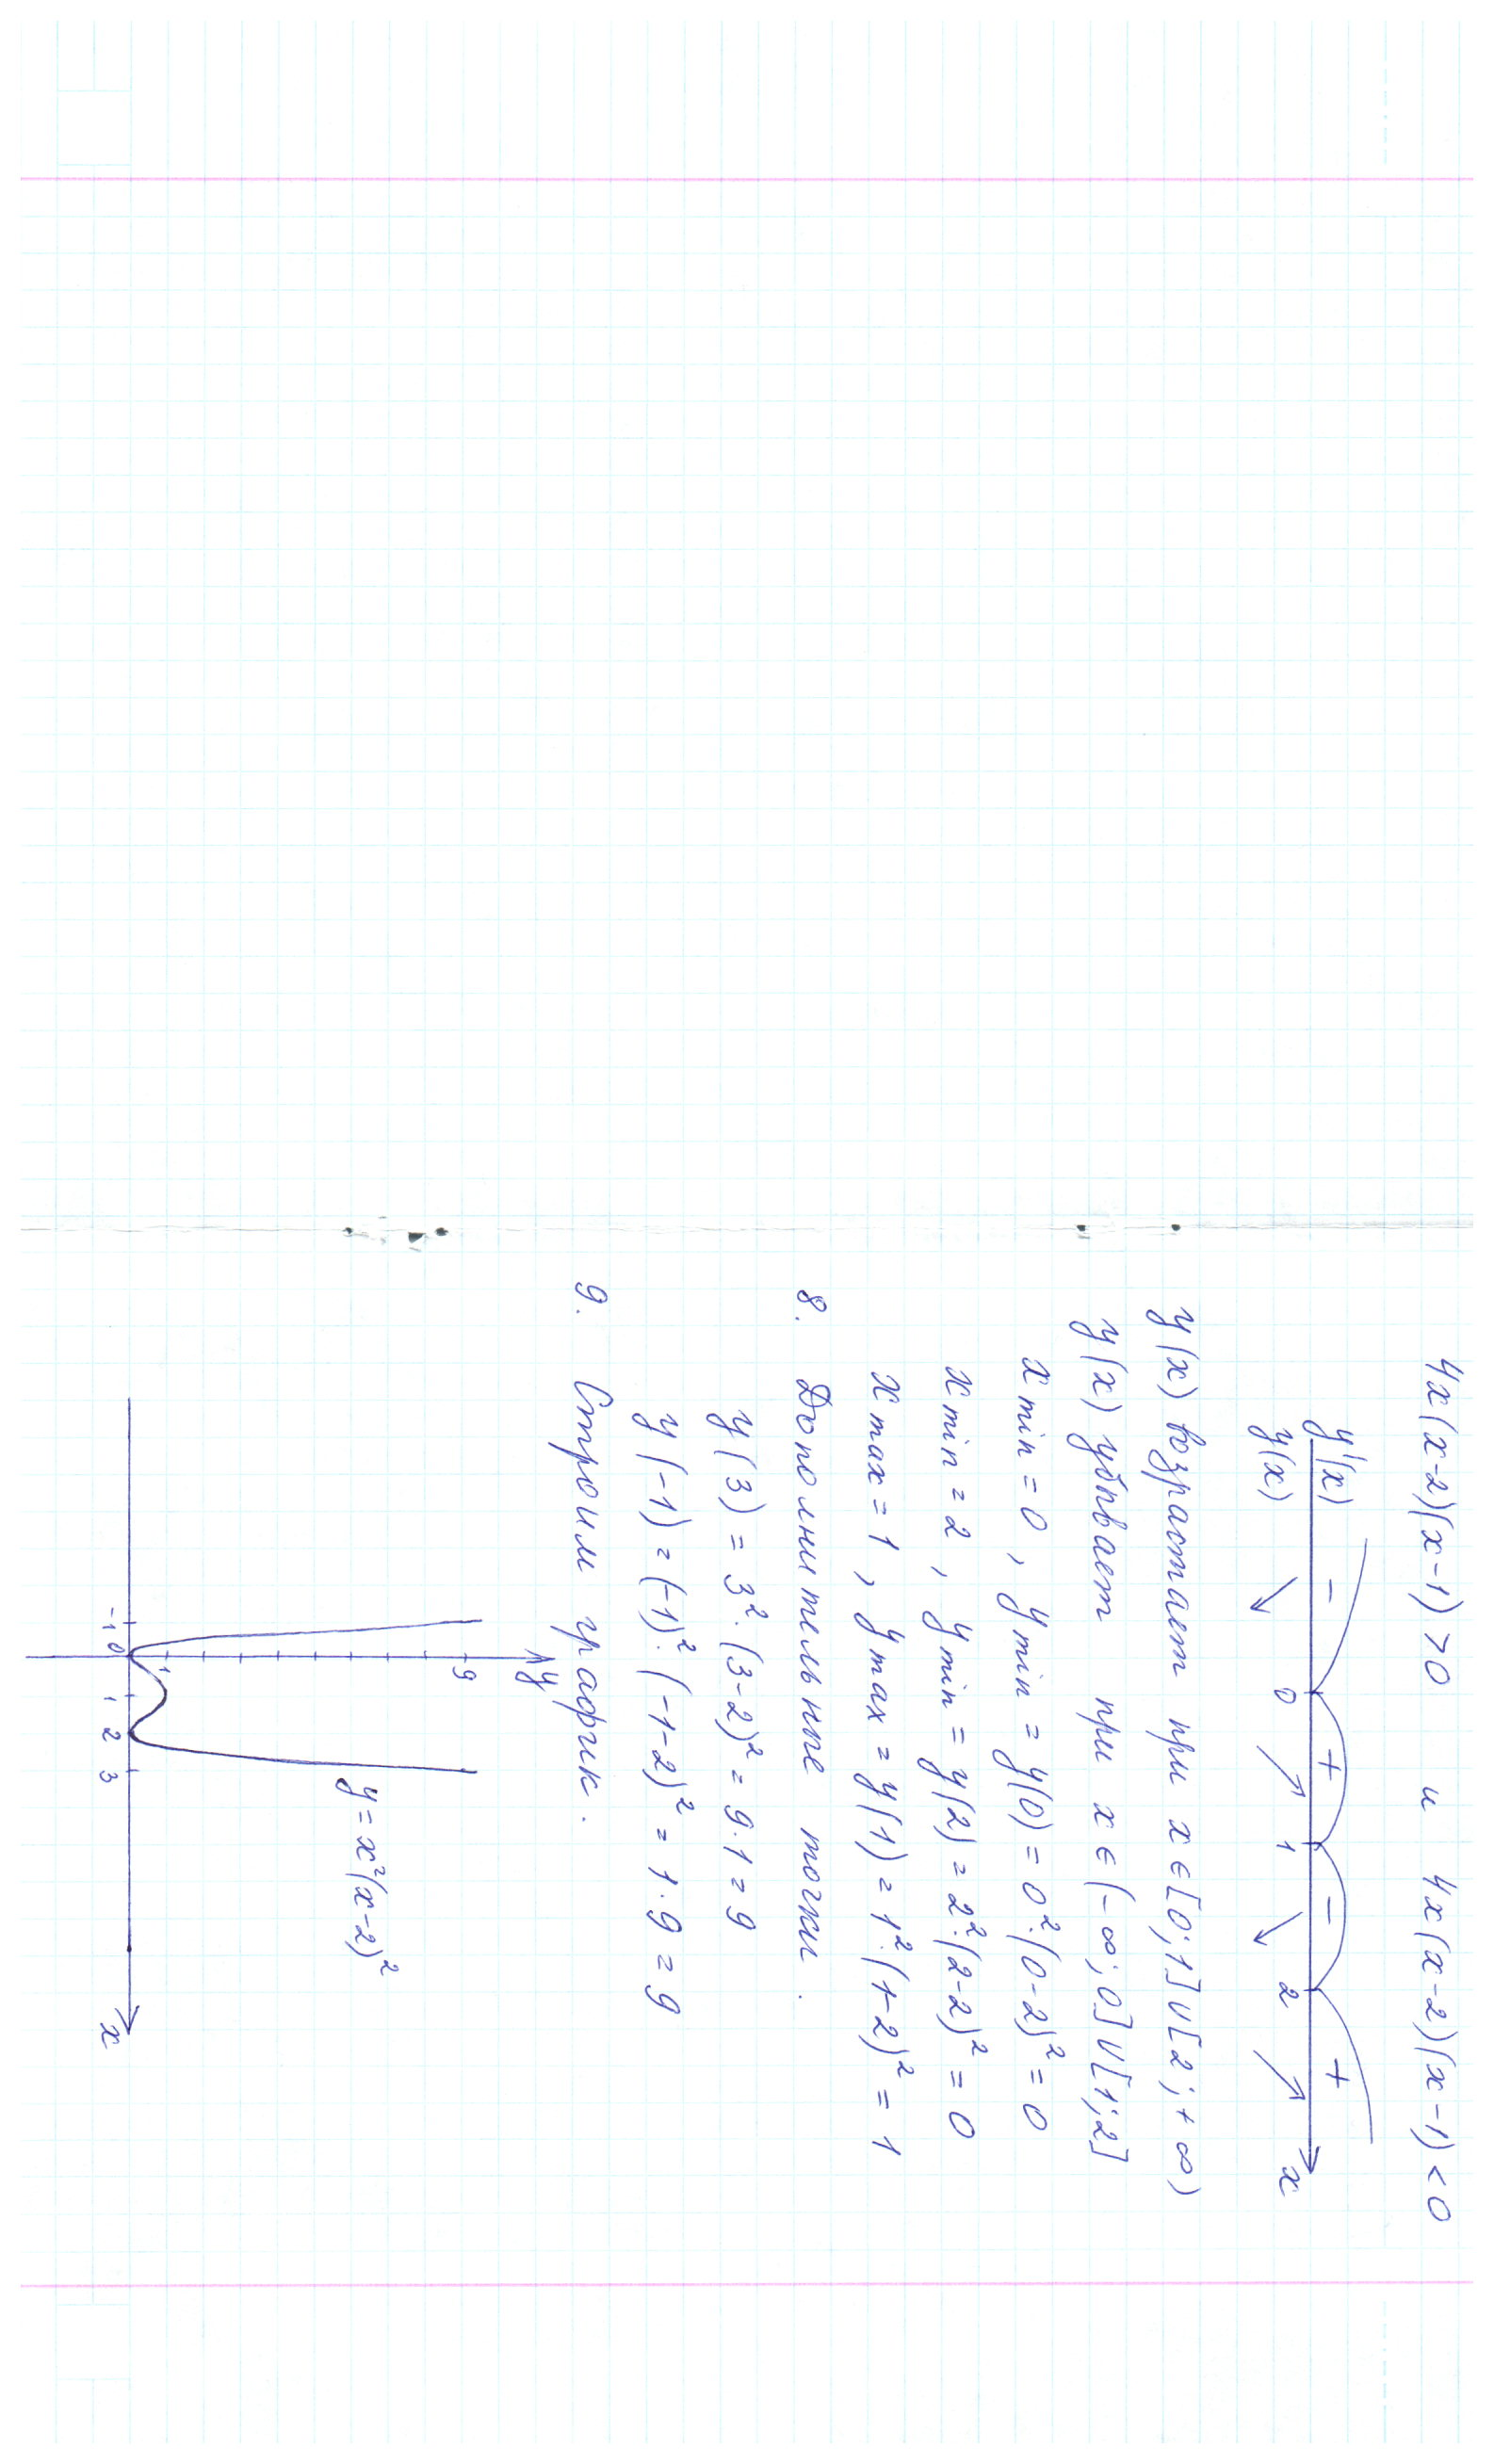 4x(x-2)(x-1) > 0 и 4x(x-2)(x-1) < 0
y'(x) - + - +
y(x) ↘ 0 ↗ 1 ↘ 2 ↗ x
y(x) возрастает при x ∈ [0; 1] ∪ [2; +∞)
y(x) убывает при x ∈ (-∞; 0] ∪ [1; 2]
x min = 0, y min = y(0) = 0²·(0-2)² = 0
x min = 2, y min = y(2) = 2²·(2-2)² = 0
x max = 1, y max = y(1) = 1²·(1-2)² = 1
8. Дополнительные точки.
y(3) = 3²·(3-2)² = 9·1 = 9
y(-1) = (-1)²·(-1-2)² = 1·9 = 9
9. Строим график.
y
9
y = x²(x-2)²
1
-1 0 1 2 3 x